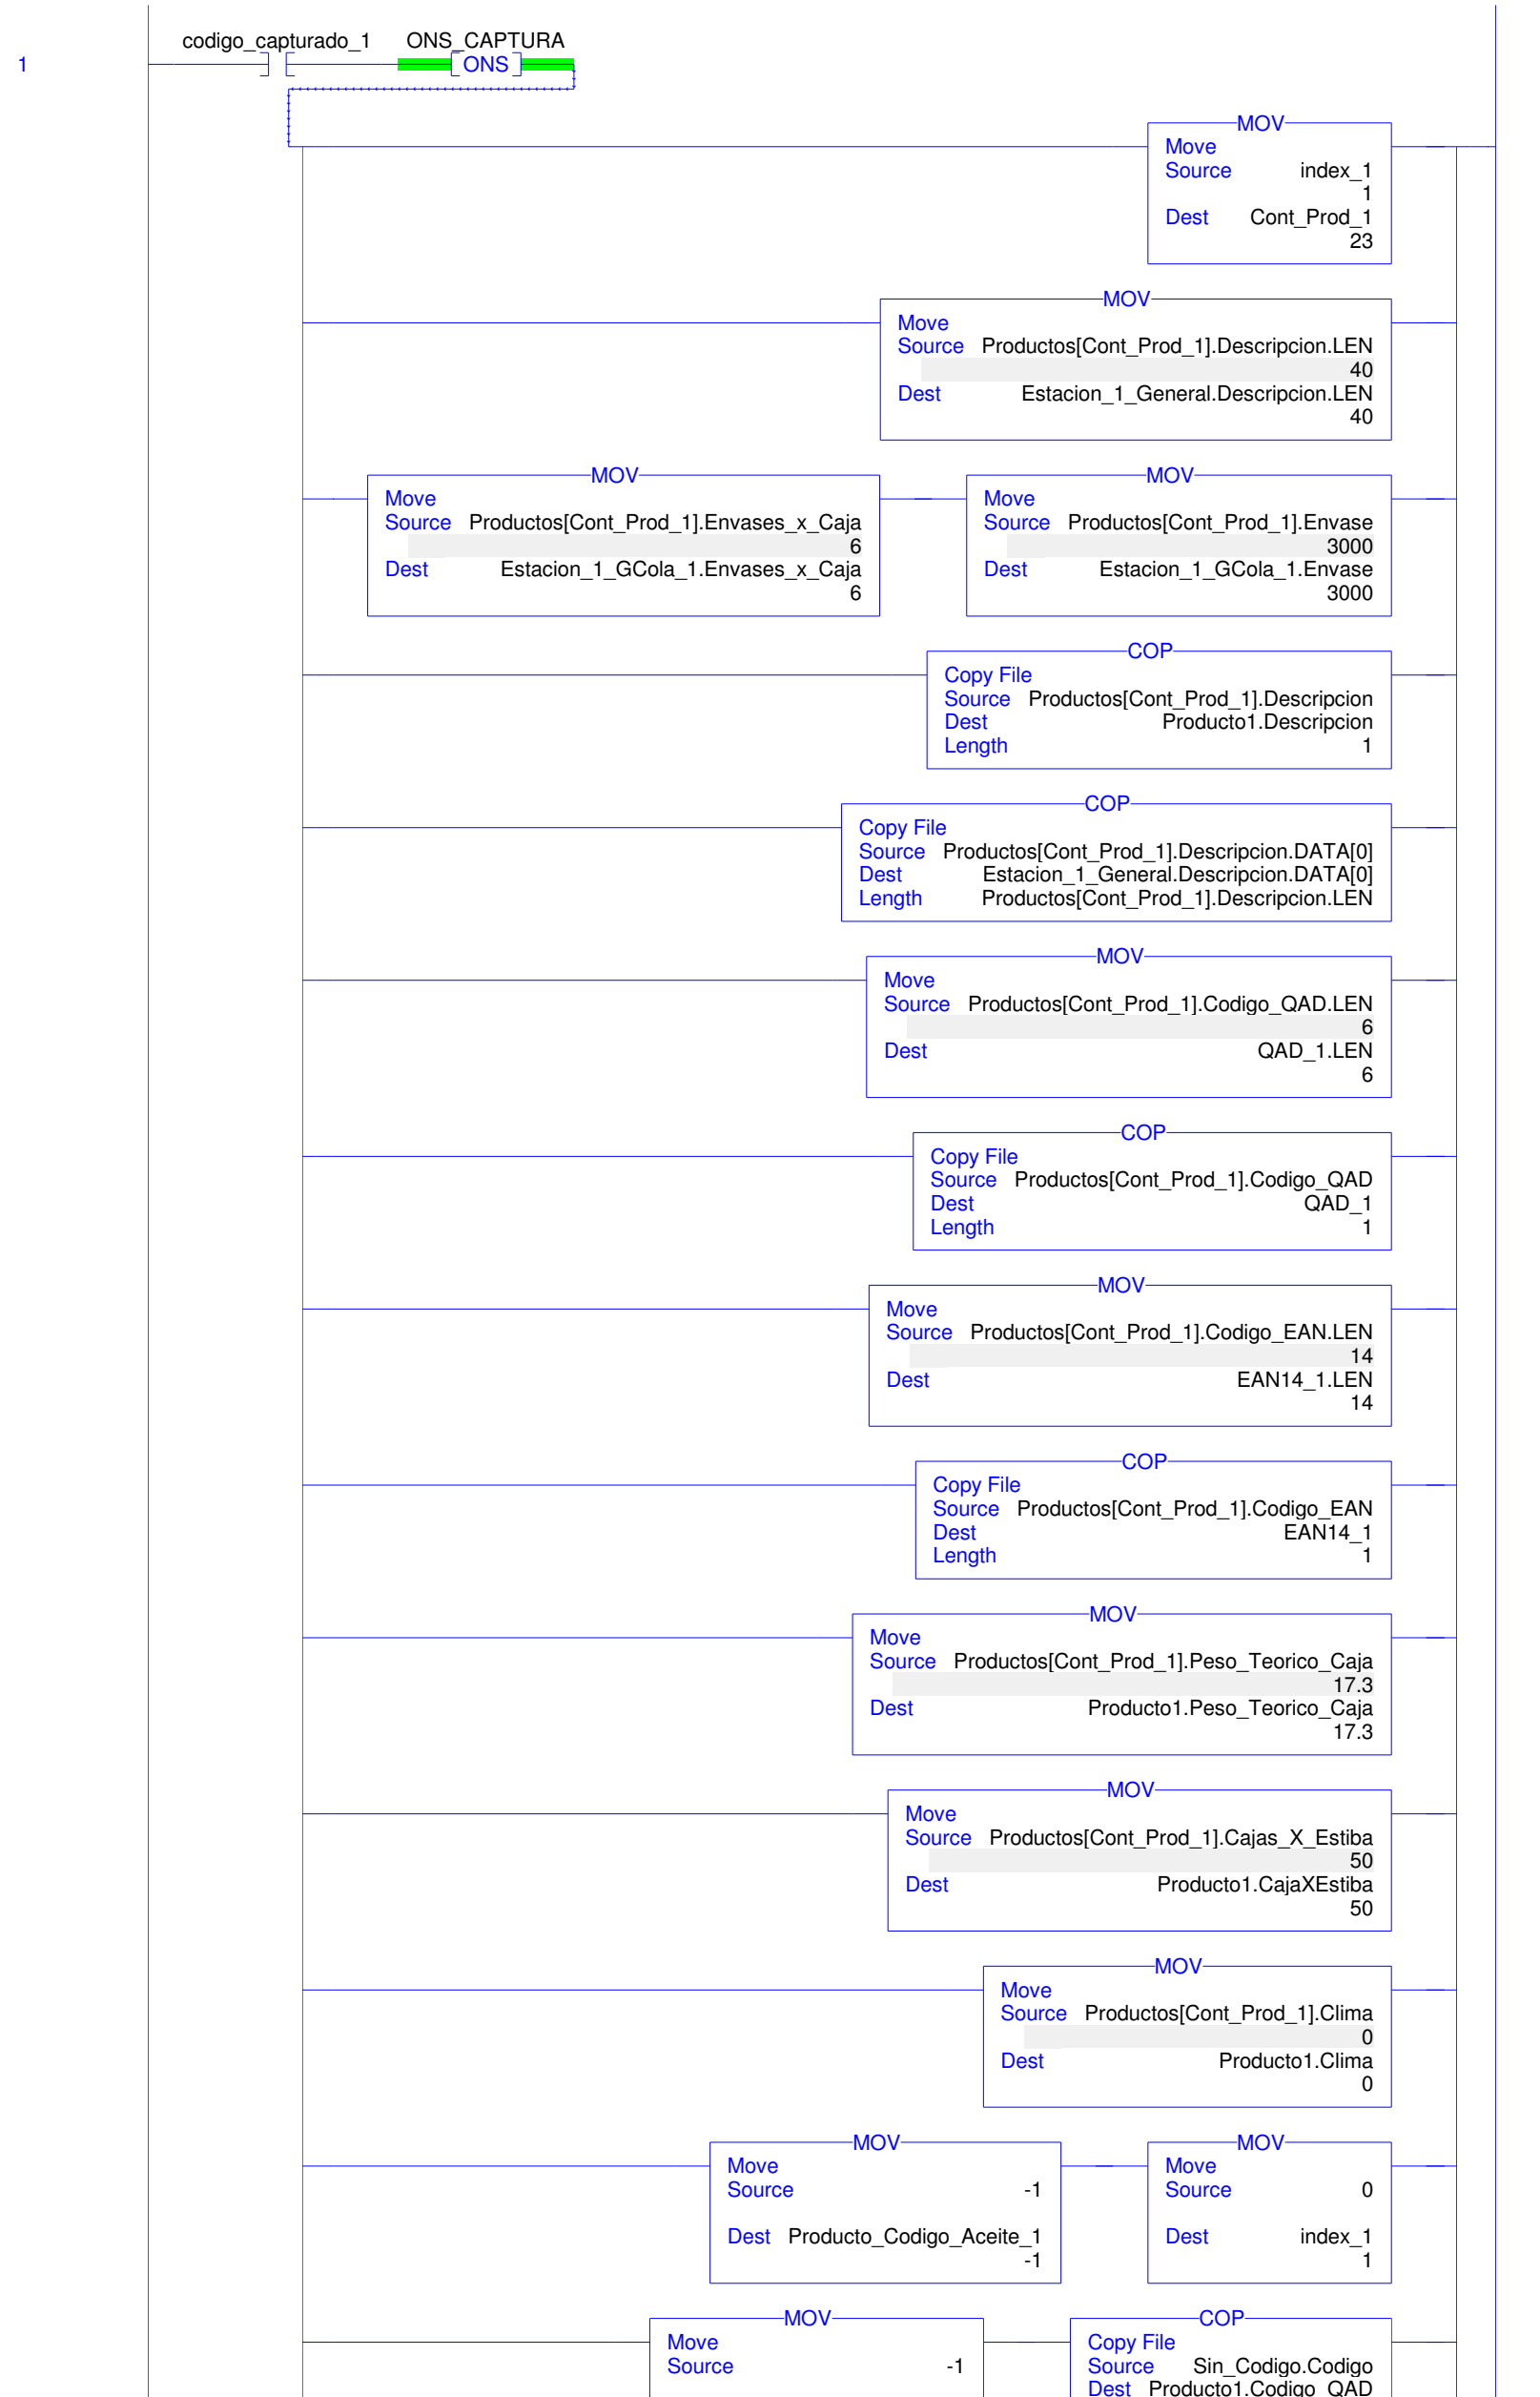 codigo_capturado_1 ONS_CAPTURA
1 ONS
MOV
Move
Source index_1
1
Dest Cont_Prod_1
23
MOV
Move
Source Productos[Cont_Prod_1].Descripcion.LEN
40
Dest Estacion_1_General.Descripcion.LEN
40
MOV
Move
Source Productos[Cont_Prod_1].Envases_x_Caja
6
Dest Estacion_1_GCola_1.Envases_x_Caja
6
MOV
Move
Source Productos[Cont_Prod_1].Envase
3000
Dest Estacion_1_GCola_1.Envase
3000
COP
Copy File
Source Productos[Cont_Prod_1].Descripcion
Dest Producto1.Descripcion
Length 1
COP
Copy File
Source Productos[Cont_Prod_1].Descripcion.DATA[0]
Dest Estacion_1_General.Descripcion.DATA[0]
Length Productos[Cont_Prod_1].Descripcion.LEN
MOV
Move
Source Productos[Cont_Prod_1].Codigo_QAD.LEN
6
Dest QAD_1.LEN
6
COP
Copy File
Source Productos[Cont_Prod_1].Codigo_QAD
Dest QAD_1
Length 1
MOV
Move
Source Productos[Cont_Prod_1].Codigo_EAN.LEN
14
Dest EAN14_1.LEN
14
COP
Copy File
Source Productos[Cont_Prod_1].Codigo_EAN
Dest EAN14_1
Length 1
MOV
Move
Source Productos[Cont_Prod_1].Peso_Teorico_Caja
17.3
Dest Producto1.Peso_Teorico_Caja
17.3
MOV
Move
Source Productos[Cont_Prod_1].Cajas_X_Estiba
50
Dest Producto1.CajaXEstiba
50
MOV
Move
Source Productos[Cont_Prod_1].Clima
0
Dest Producto1.Clima
0
MOV
Move
Source -1
Dest Producto_Codigo_Aceite_1
-1
MOV
Move
Source 0
Dest index_1
1
MOV
Move
Source -1
COP
Copy File
Source Sin_Codigo.Codigo
Dest Producto1.Codigo_QAD